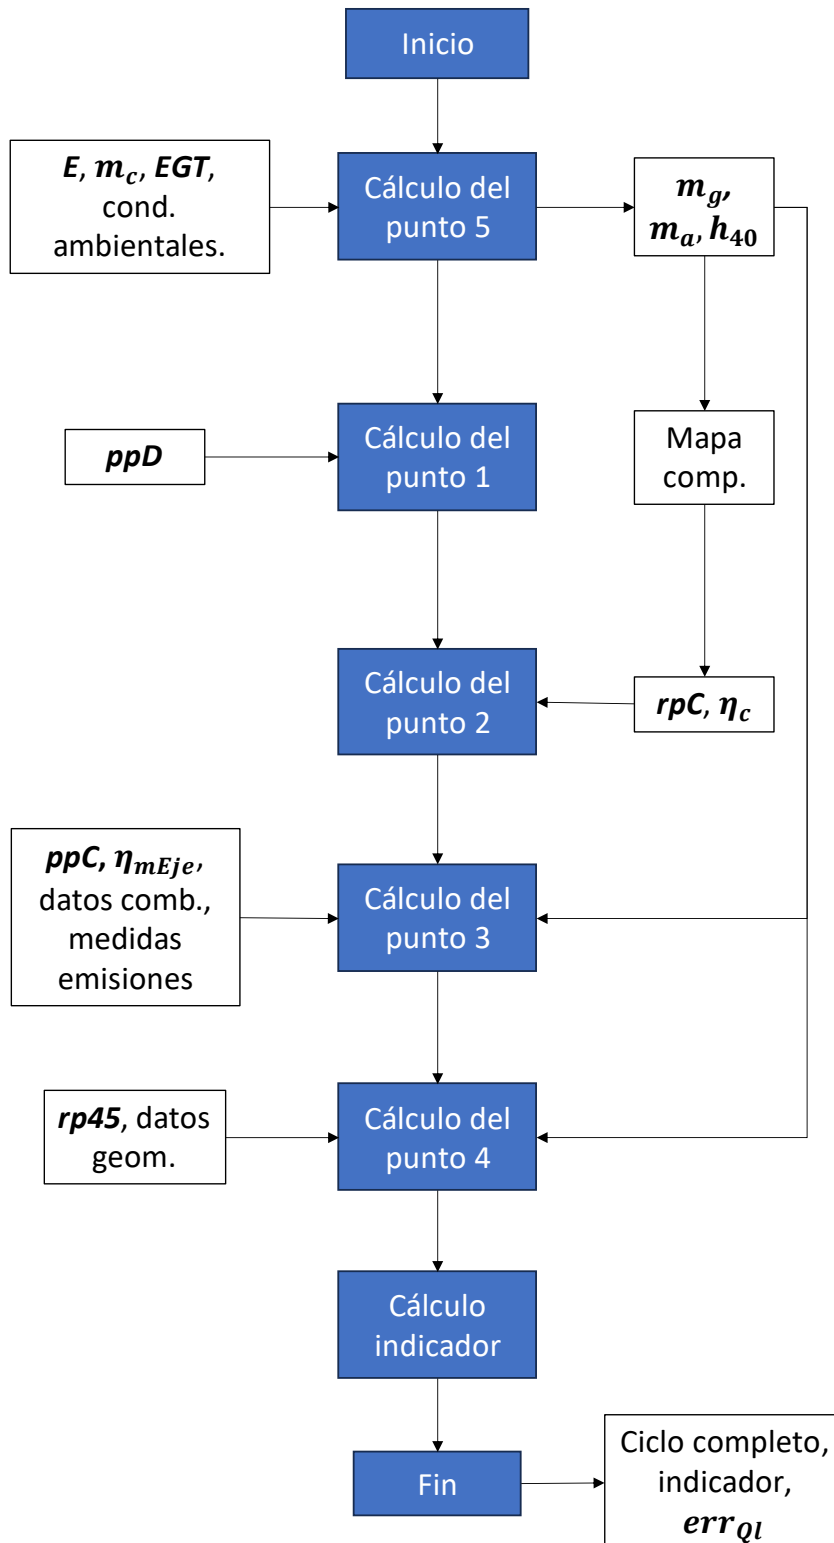 Inicio
E, m_c, EGT,
cond.
ambientales.
Cálculo del
punto 5
m_g,
m_a, h_40
ppD
Cálculo del
punto 1
Mapa
comp.
Cálculo del
punto 2
rpC, η_c
ppC, η_mEje,
datos comb.,
medidas
emisiones
Cálculo del
punto 3
rp45, datos
geom.
Cálculo del
punto 4
Cálculo
indicador
Fin
Ciclo completo,
indicador,
err_Ql